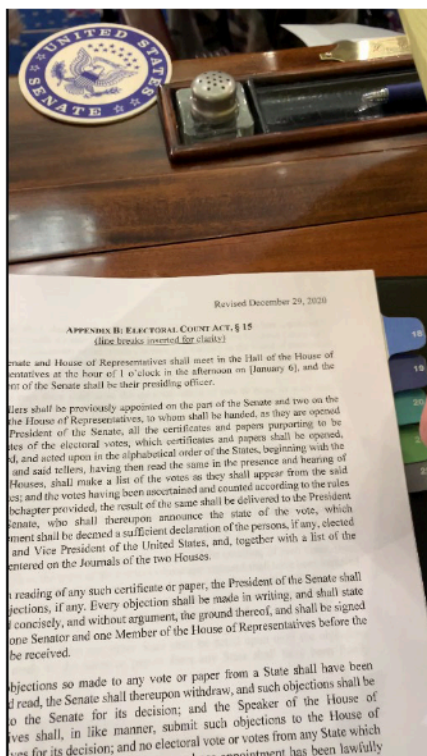 UNITED STATES
SENATE
Revised December 29, 2020
APPENDIX B: ELECTORAL COUNT ACT, § 15
(line breaks inserted for clarity)
enate and House of Representatives shall meet in the Hall of the House of
entatives at the hour of 1 o'clock in the afternoon on [January 6], and the
nt of the Senate shall be their presiding officer.
llers shall be previously appointed on the part of the Senate and two on the
the House of Representatives, to whom shall be handed, as they are opened
President of the Senate, all the certificates and papers purporting to be
tes of the electoral votes, which certificates and papers shall be opened,
d, and acted upon in the alphabetical order of the States, beginning with the
and said tellers, having then read the same in the presence and hearing of
Houses, shall make a list of the votes as they shall appear from the said
es; and the votes having been ascertained and counted according to the rules
bchapter provided, the result of the same shall be delivered to the President
Senate, who shall thereupon announce the state of the vote, which
ment shall be deemed a sufficient declaration of the persons, if any, elected
and Vice President of the United States, and, together with a list of the
entered on the Journals of the two Houses.
reading of any such certificate or paper, the President of the Senate shall
jections, if any. Every objection shall be made in writing, and shall state
concisely, and without argument, the ground thereof, and shall be signed
one Senator and one Member of the House of Representatives before the
be received.
bjections so made to any vote or paper from a State shall have been
d read, the Senate shall thereupon withdraw, and such objections shall be
o the Senate for its decision; and the Speaker of the House of
ives shall, in like manner, submit such objections to the House of
ves for its decision; and no electoral vote or votes from any State which
appointment has been lawfully
18
19
20